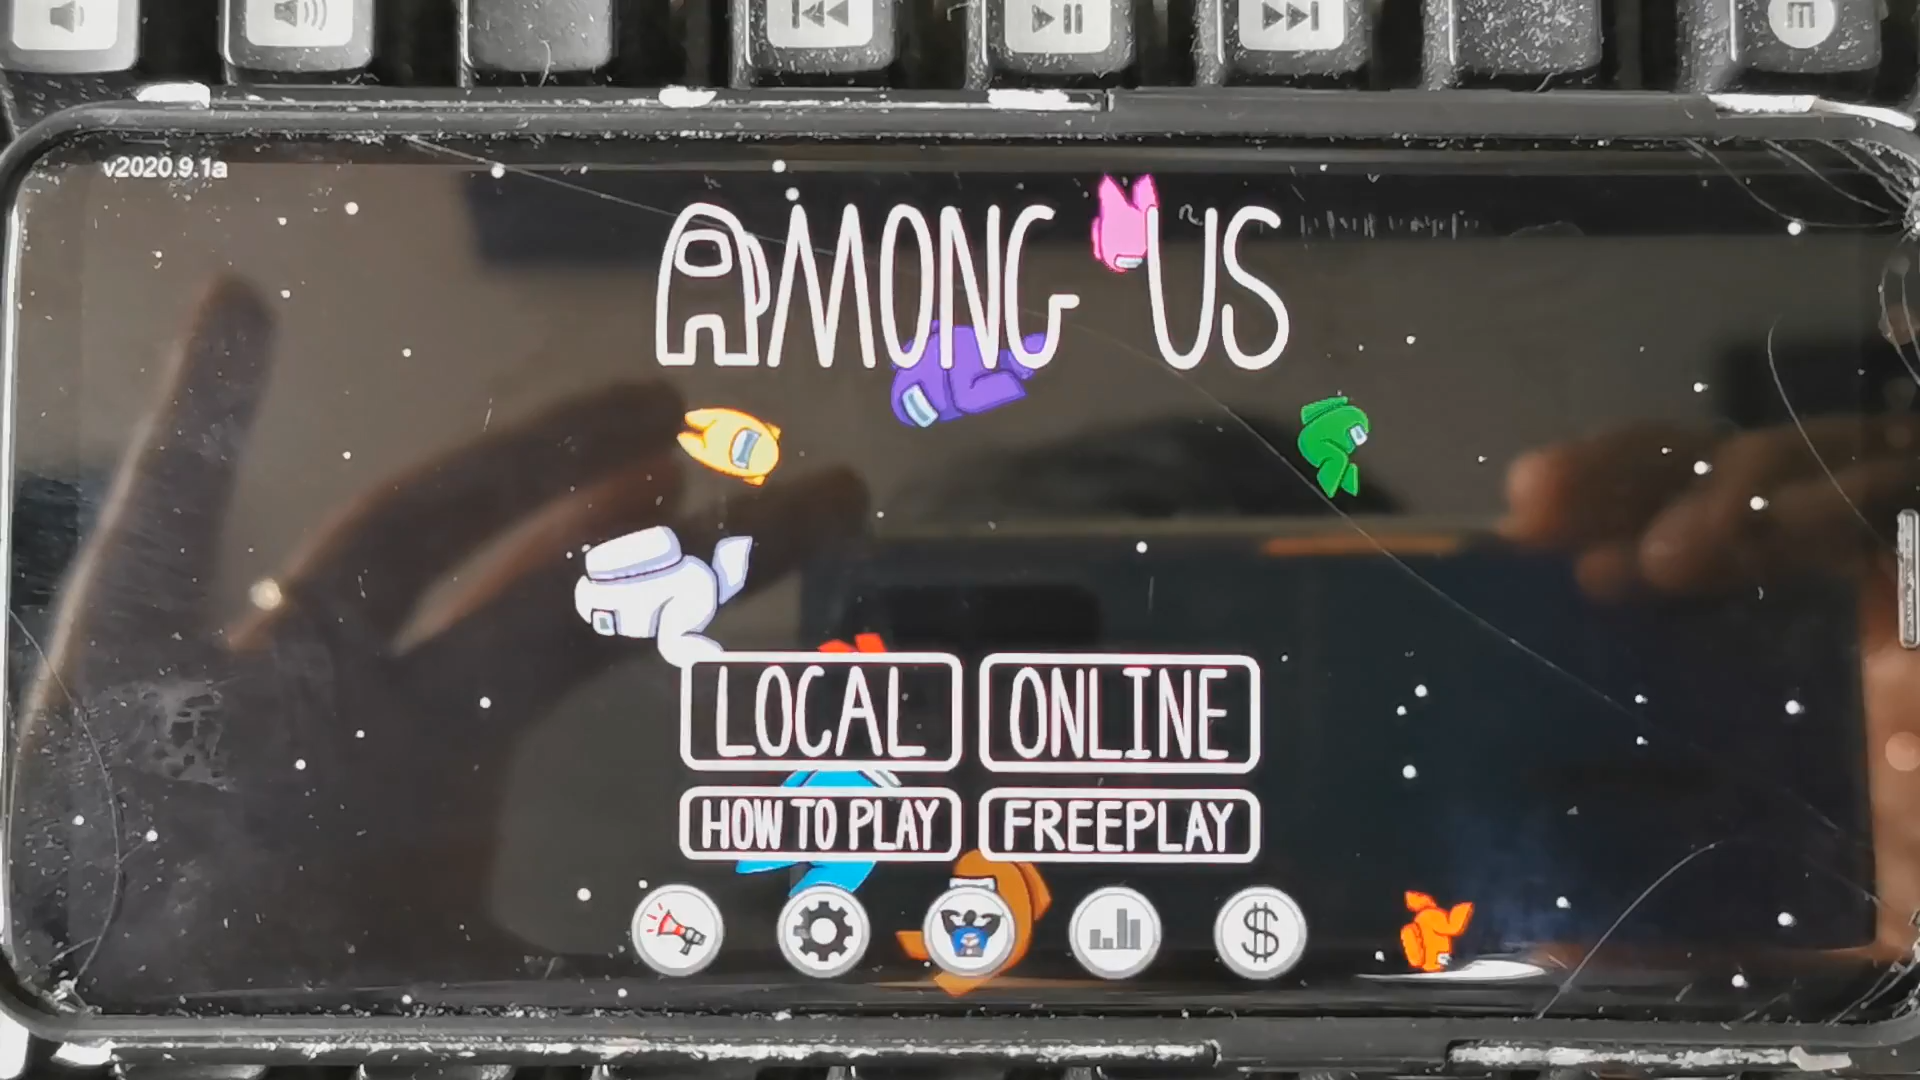 v2020.9.1a
AMONG US
LOCAL
ONLINE
HOW TO PLAY
FREEPLAY
$